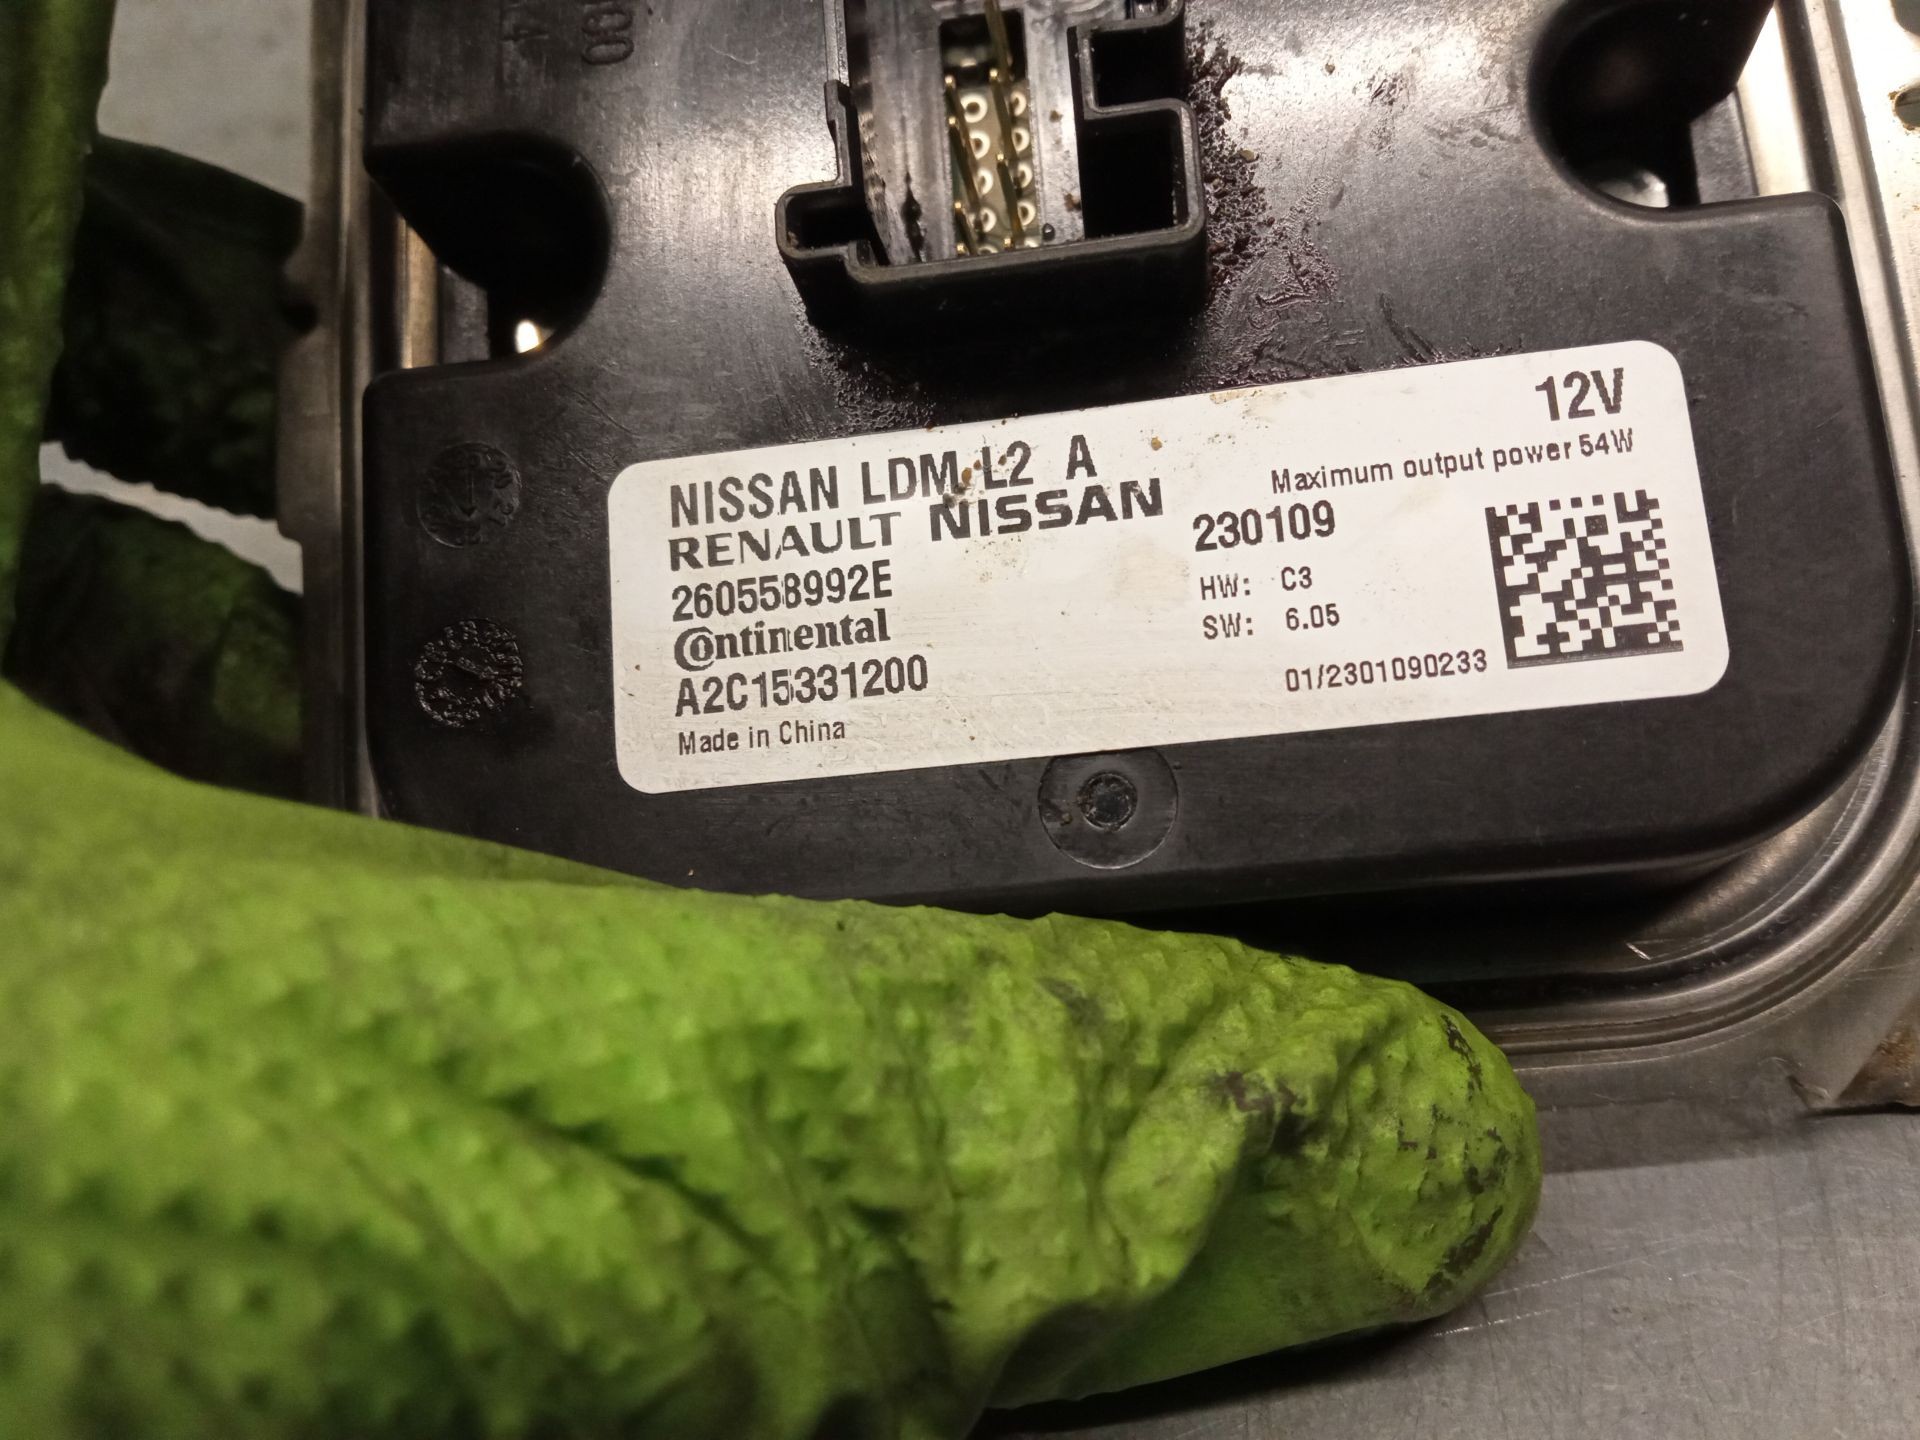 NISSAN LDM L2 A
12V
Maximum output power 54W
RENAULT NISSAN
230109
260558992E
HW: C3
Continental
SW: 6.05
A2C15331200
01/2301090233
Made in China